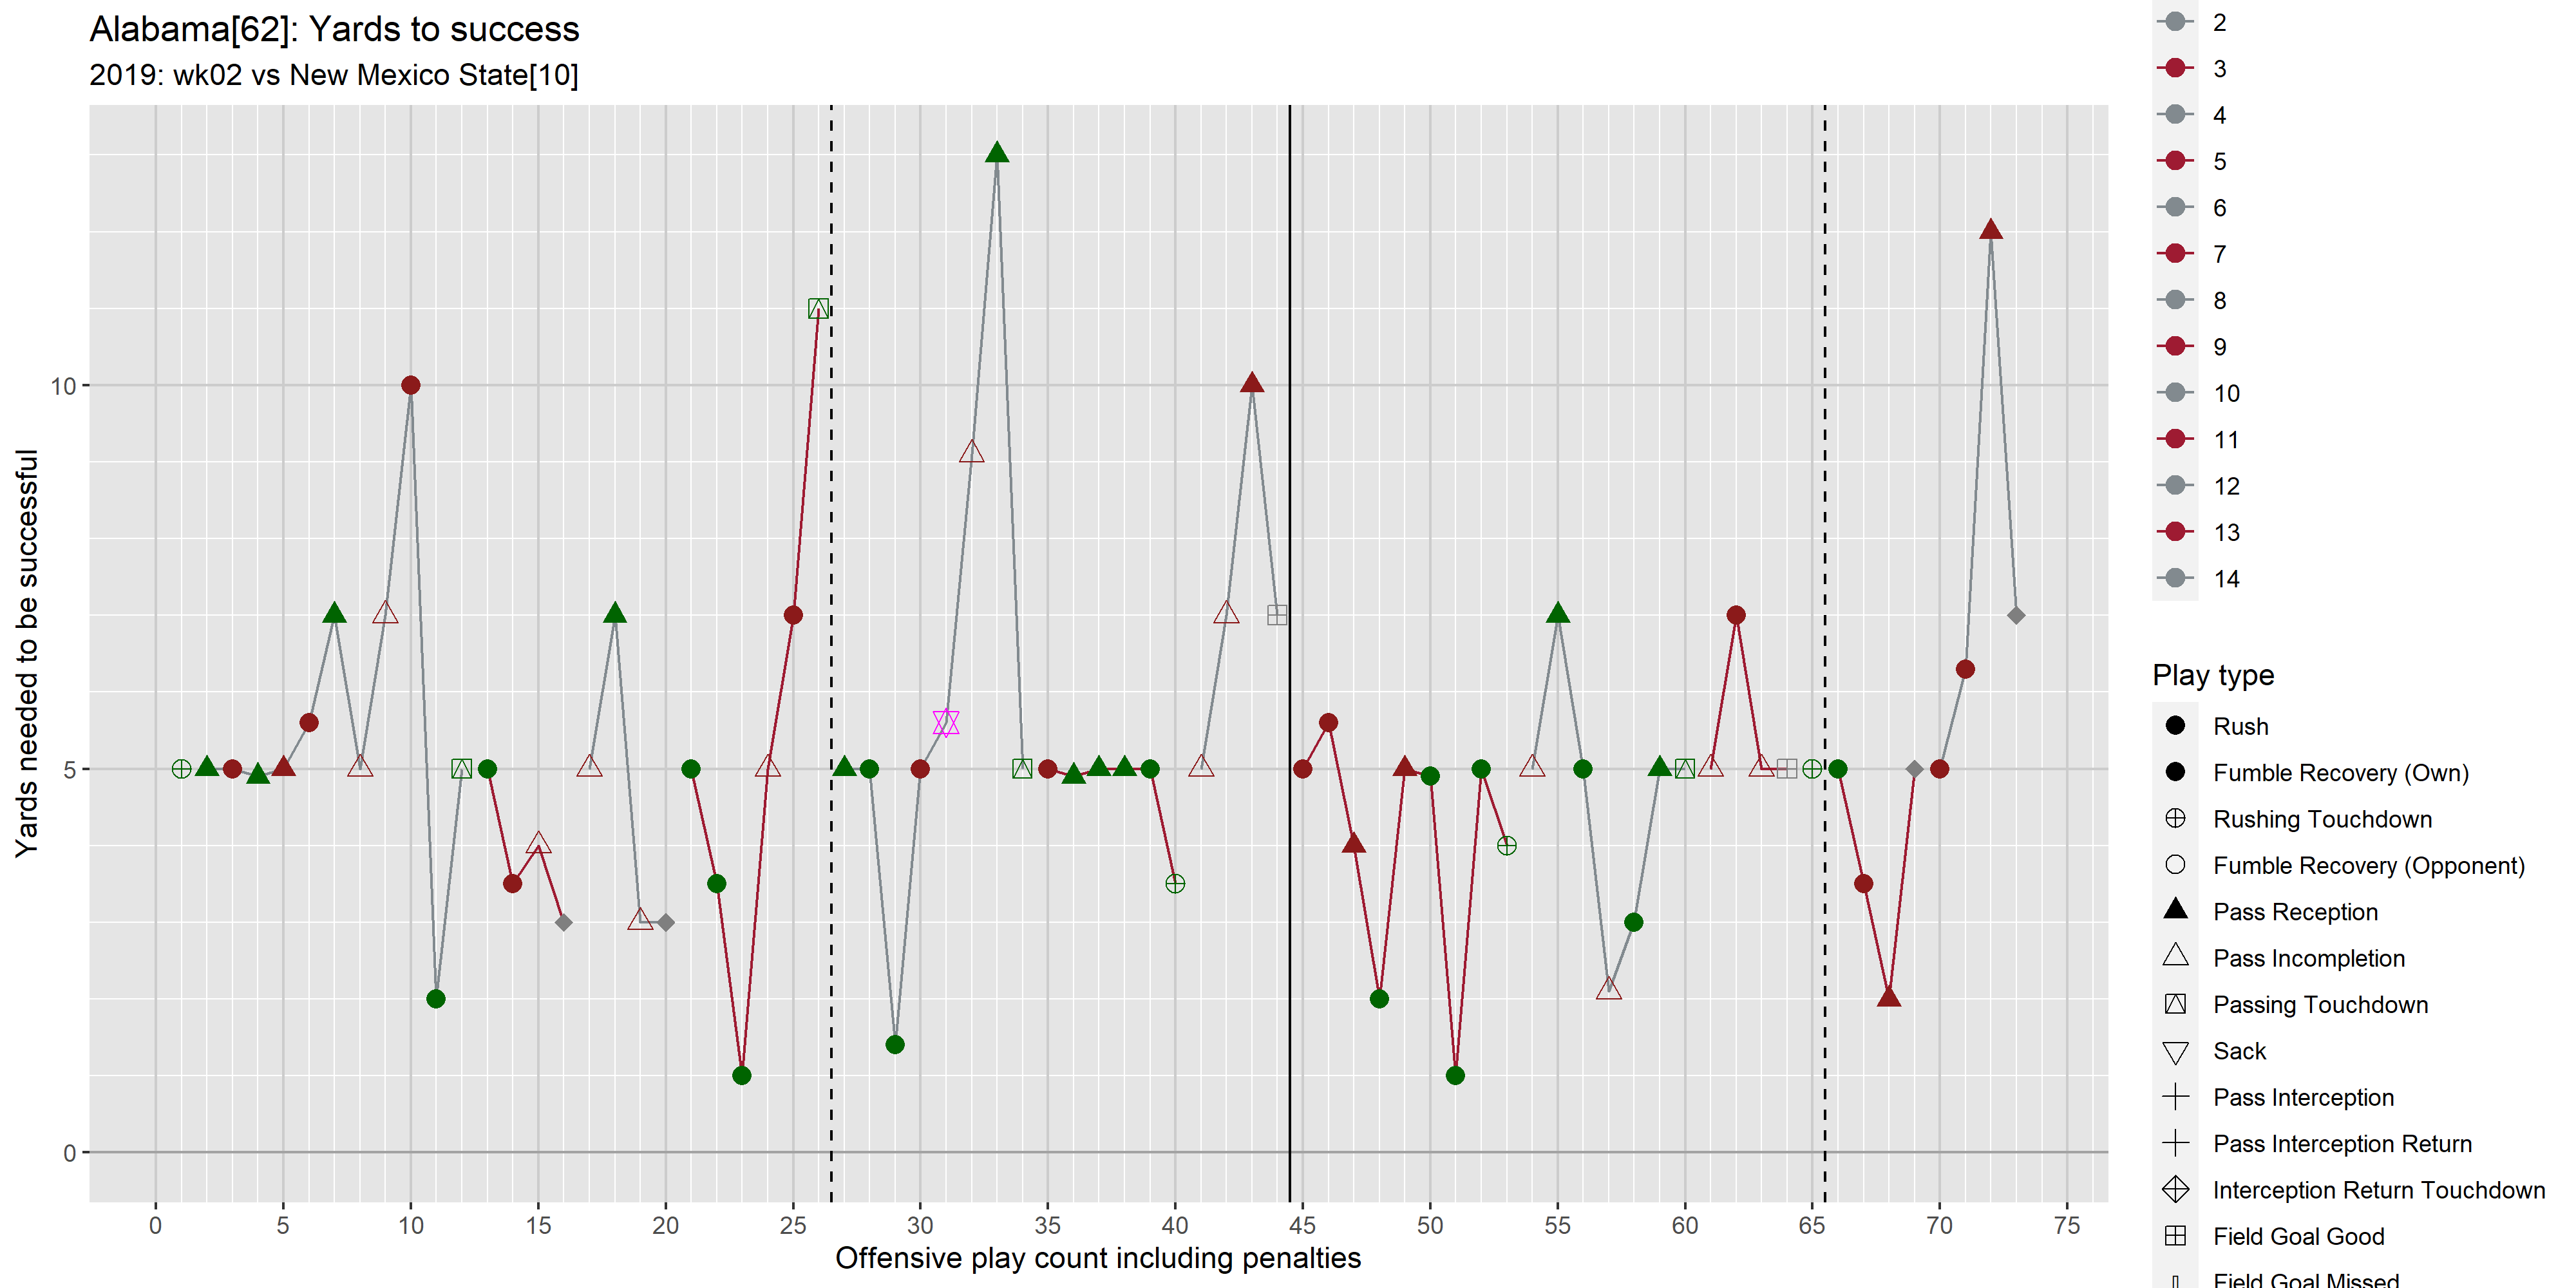 Alabama[62]: Yards to success
2019: wk02 vs New Mexico State[10]
Yards needed to be successful
10
5
0
0 5 10 15 20 25 30 35 40 45 50 55 60 65 70 75
Offensive play count including penalties
2
3
4
5
6
7
8
9
10
11
12
13
14
Play type
Rush
Fumble Recovery (Own)
Rushing Touchdown
Fumble Recovery (Opponent)
Pass Reception
Pass Incompletion
Passing Touchdown
Sack
Pass Interception
Pass Interception Return
Interception Return Touchdown
Field Goal Good
Field Goal Missed